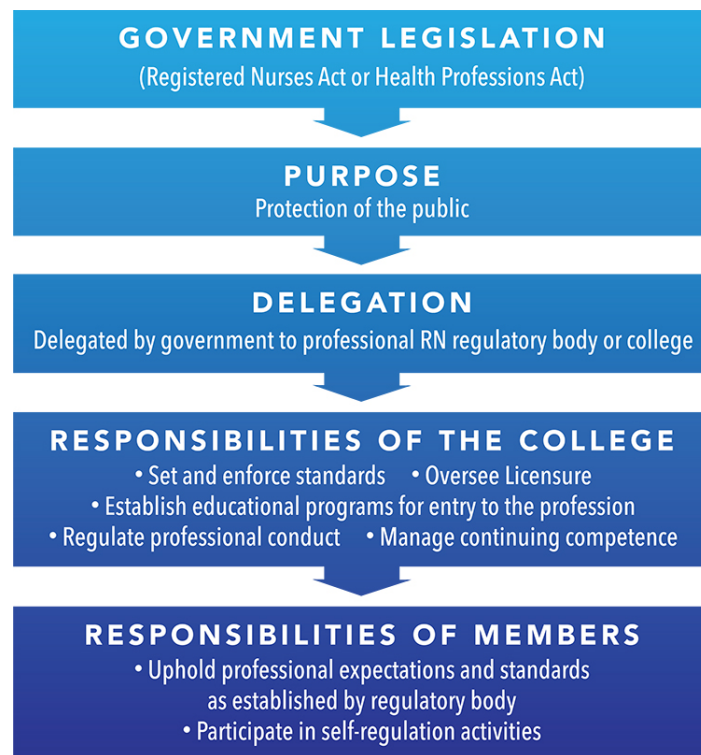 GOVERNMENT LEGISLATION
(Registered Nurses Act or Health Professions Act)
PURPOSE
Protection of the public
DELEGATION
Delegated by government to professional RN regulatory body or college
RESPONSIBILITIES OF THE COLLEGE
• Set and enforce standards • Oversee Licensure
• Establish educational programs for entry to the profession
• Regulate professional conduct • Manage continuing competence
RESPONSIBILITIES OF MEMBERS
• Uphold professional expectations and standards
as established by regulatory body
• Participate in self-regulation activities